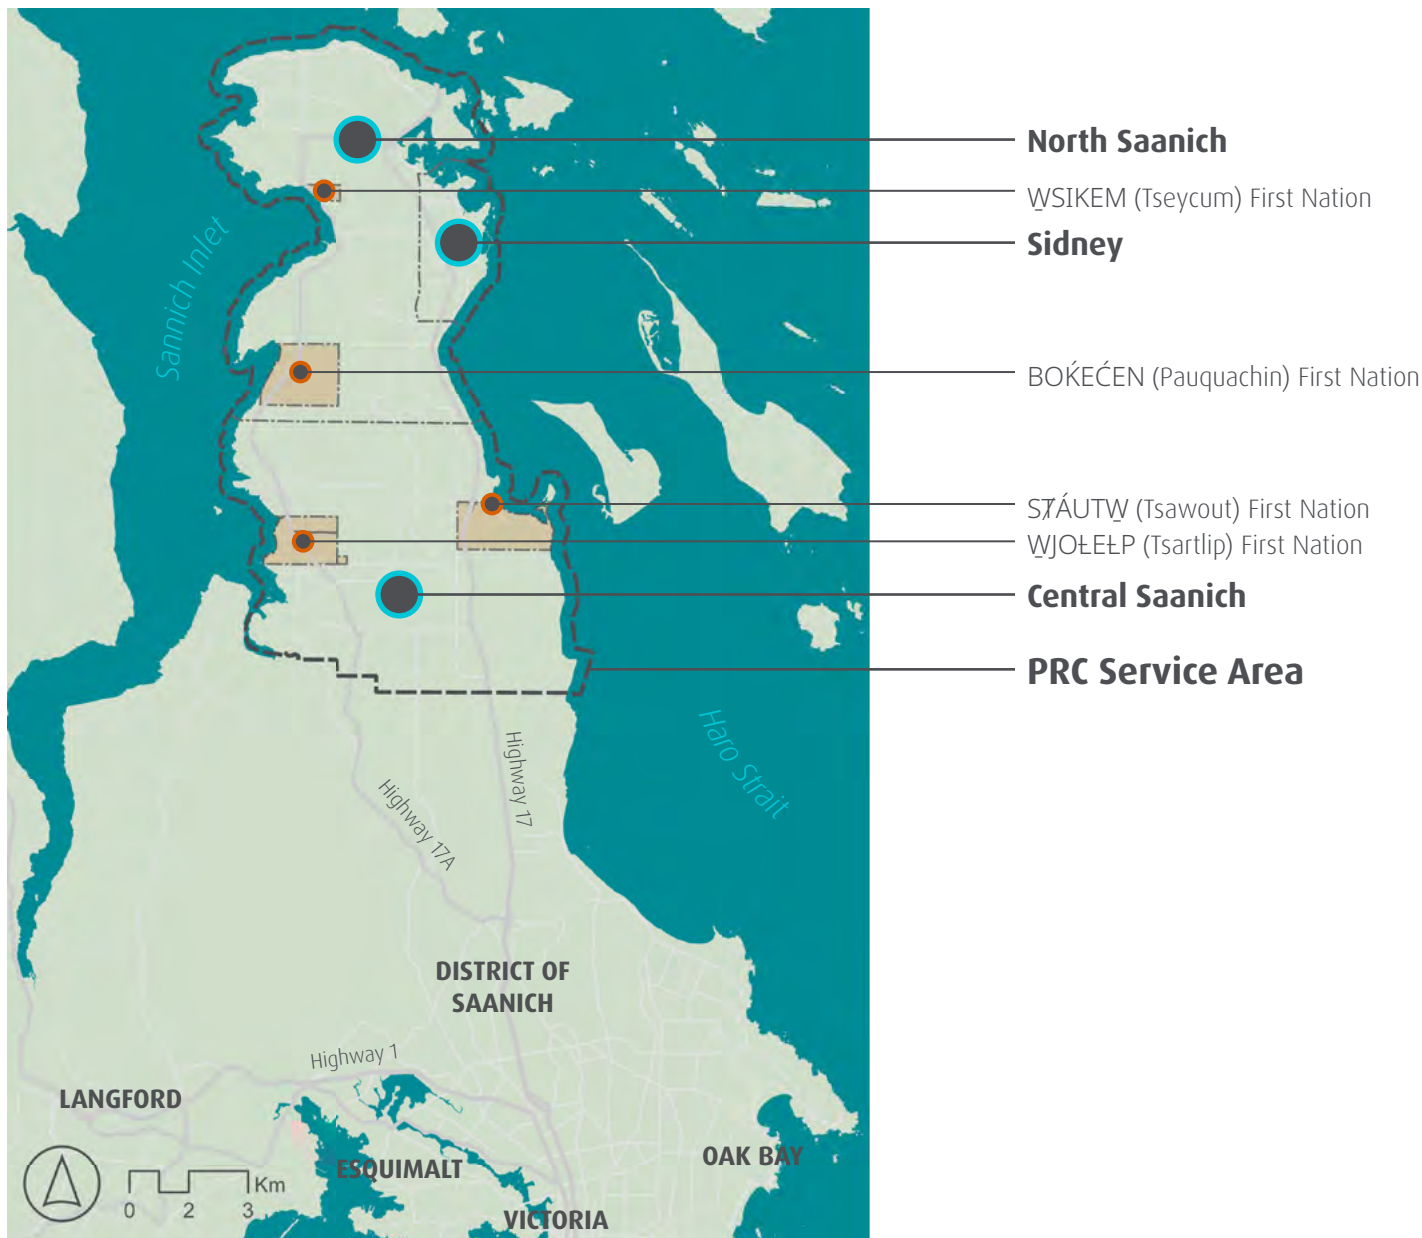 North Saanich
W̱SIKEM (Tseycum) First Nation
Sidney
Sannich Inlet
BOḰEĆEN (Pauquachin) First Nation
SȾÁUTW̱ (Tsawout) First Nation
W̱JOȽEȽP (Tsartlip) First Nation
Central Saanich
PRC Service Area
Haro Strait
Highway 17
Highway 17A
DISTRICT OF
SAANICH
Highway 1
LANGFORD
OAK BAY
ESQUIMALT
Km
0 2 3
VICTORIA